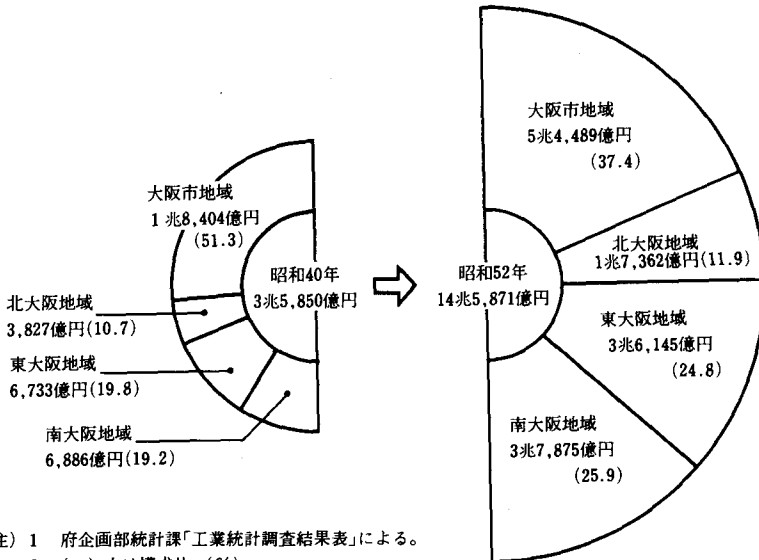 大阪市地域
1兆8,404億円
(51.3)
北大阪地域
3,827億円(10.7)
東大阪地域
6,733億円(19.8)
南大阪地域
6,886億円(19.2)
昭和40年
3兆5,850億円
昭和52年
14兆5,871億円
大阪市地域
5兆4,489億円
(37.4)
北大阪地域
1兆7,362億円(11.9)
東大阪地域
3兆6,145億円
(24.8)
南大阪地域
3兆7,875億円
(25.9)
注) 1 府企画部統計課「工業統計調査結果表」による。